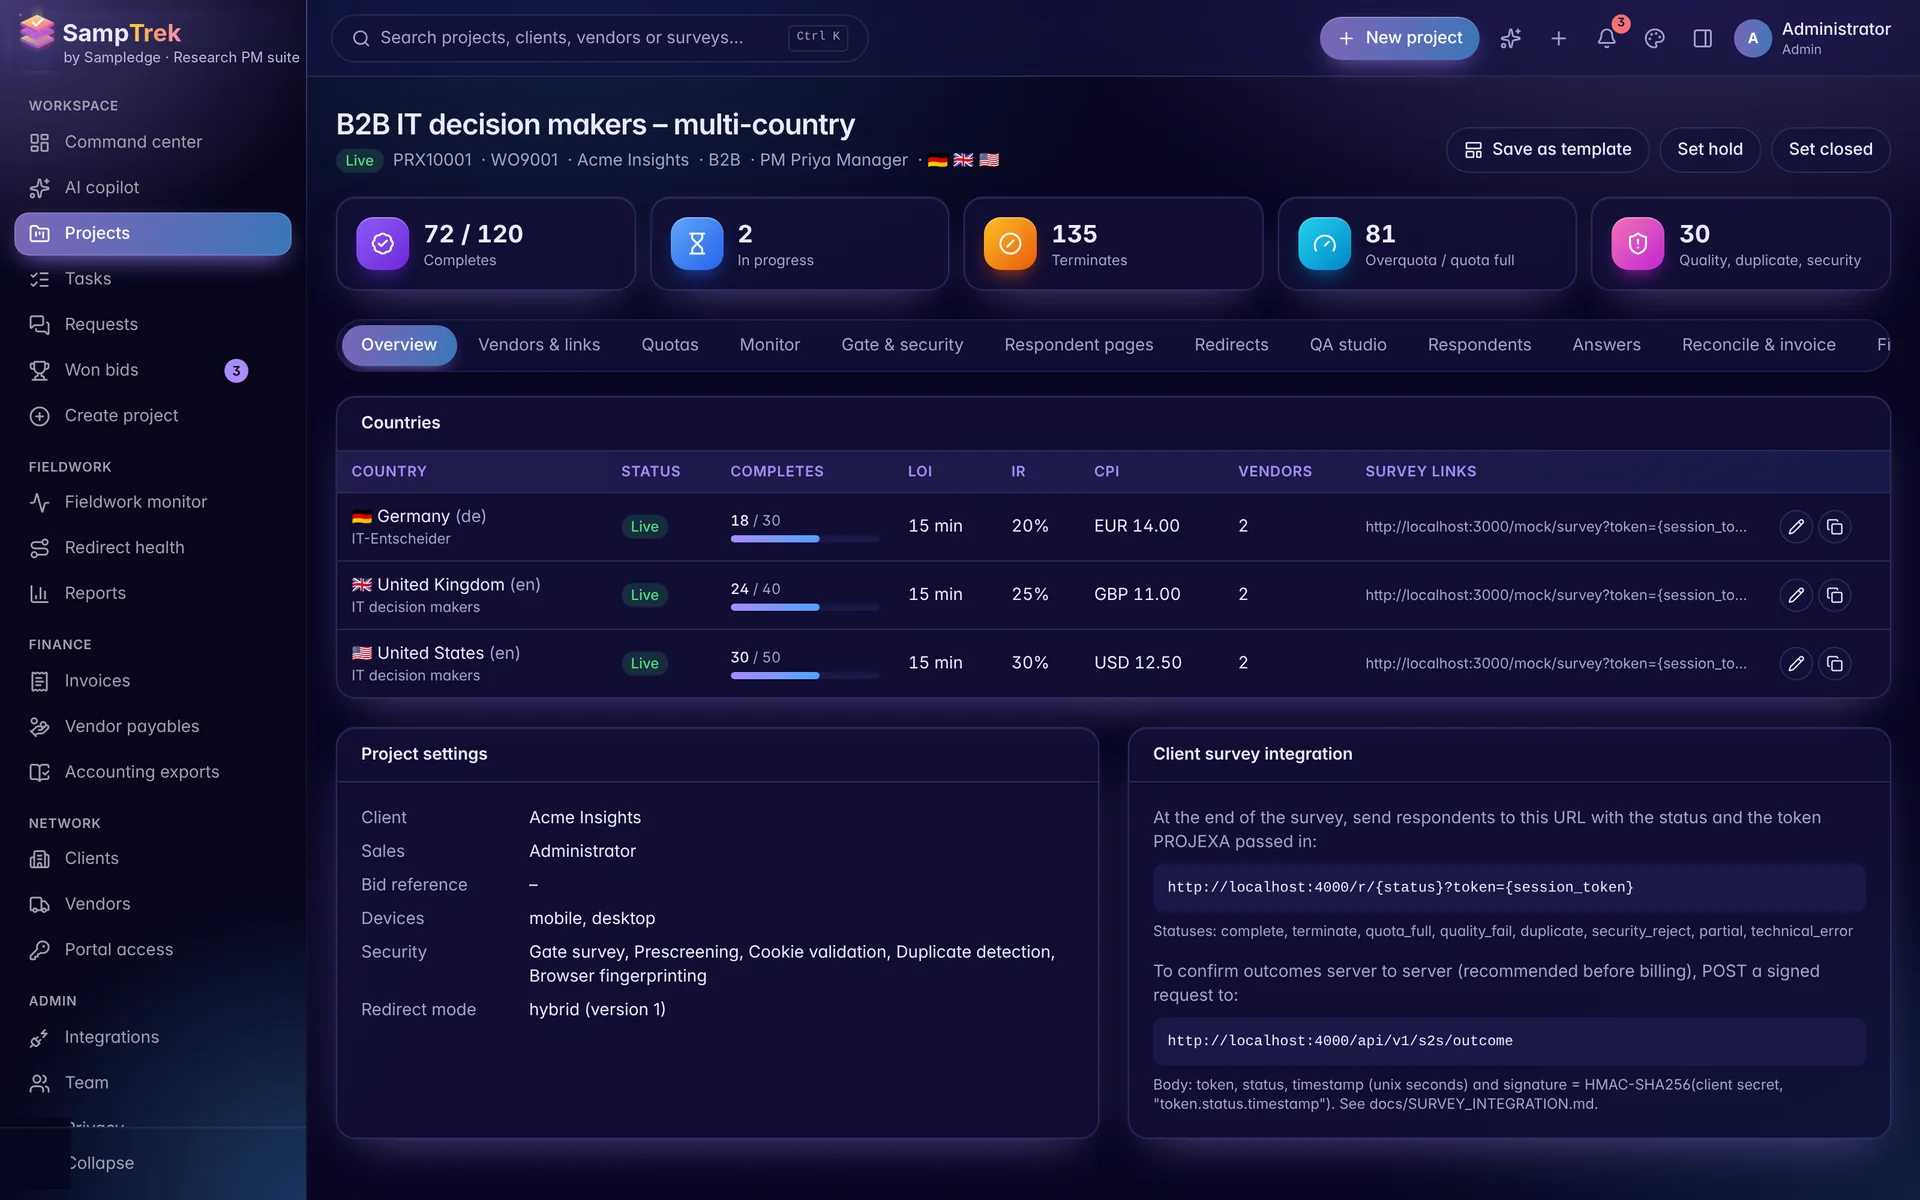 SampTrek
by Sampledge · Research PM suite
Search projects, clients, vendors or surveys...
Ctrl K
New project
3
A
Administrator
Admin
WORKSPACE
Command center
AI copilot
Projects
Tasks
Requests
Won bids
3
Create project
FIELDWORK
Fieldwork monitor
Redirect health
Reports
FINANCE
Invoices
Vendor payables
Accounting exports
NETWORK
Clients
Vendors
Portal access
ADMIN
Integrations
Team
Privacy
Collapse
B2B IT decision makers – multi-country
Live PRX10001 · WO9001 · Acme Insights · B2B · PM Priya Manager ·
Save as template
Set hold
Set closed
72 / 120
Completes
2
In progress
135
Terminates
81
Overquota / quota full
30
Quality, duplicate, security
Overview Vendors & links Quotas Monitor Gate & security Respondent pages Redirects QA studio Respondents Answers Reconcile & invoice Fi
Countries
COUNTRY STATUS COMPLETES LOI IR CPI VENDORS SURVEY LINKS
Germany (de) Live 18 / 30 15 min 20% EUR 14.00 2 http://localhost:3000/mock/survey?token={session_to...
IT-Entscheider
United Kingdom (en) Live 24 / 40 15 min 25% GBP 11.00 2 http://localhost:3000/mock/survey?token={session_to...
IT decision makers
United States (en) Live 30 / 50 15 min 30% USD 12.50 2 http://localhost:3000/mock/survey?token={session_to...
IT decision makers
Project settings
Client Acme Insights
Sales Administrator
Bid reference –
Devices mobile, desktop
Security Gate survey, Prescreening, Cookie validation, Duplicate detection,
Browser fingerprinting
Redirect mode hybrid (version 1)
Client survey integration
At the end of the survey, send respondents to this URL with the status and the token
PROJEXA passed in:
http://localhost:4000/r/{status}?token={session_token}
Statuses: complete, terminate, quota_full, quality_fail, duplicate, security_reject, partial, technical_error
To confirm outcomes server to server (recommended before billing), POST a signed
request to:
http://localhost:4000/api/v1/s2s/outcome
Body: token, status, timestamp (unix seconds) and signature = HMAC-SHA256(client secret,
"token.status.timestamp"). See docs/SURVEY_INTEGRATION.md.